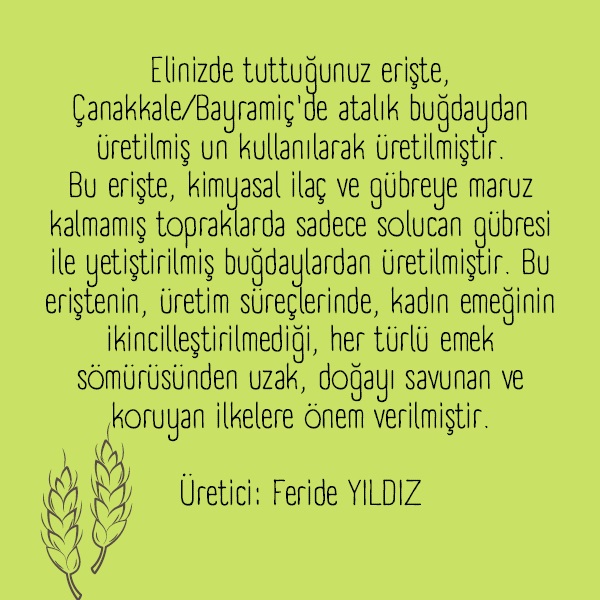 Elinizde tuttuğunuz erişte,
Çanakkale/Bayramiç'de atalık buğdaydan
üretilmiş un kullanılarak üretilmiştir.
Bu erişte, kimyasal ilaç ve gübreye maruz
kalmamış topraklarda sadece solucan gübresi
ile yetiştirilmiş buğdaylardan üretilmiştir. Bu
eriştenin, üretim süreçlerinde, kadın emeğinin
ikincilleştirilmediği, her türlü emek
sömürüsünden uzak, doğayı savunan ve
koruyan ilkelere önem verilmiştir.
Üretici: Feride YILDIZ